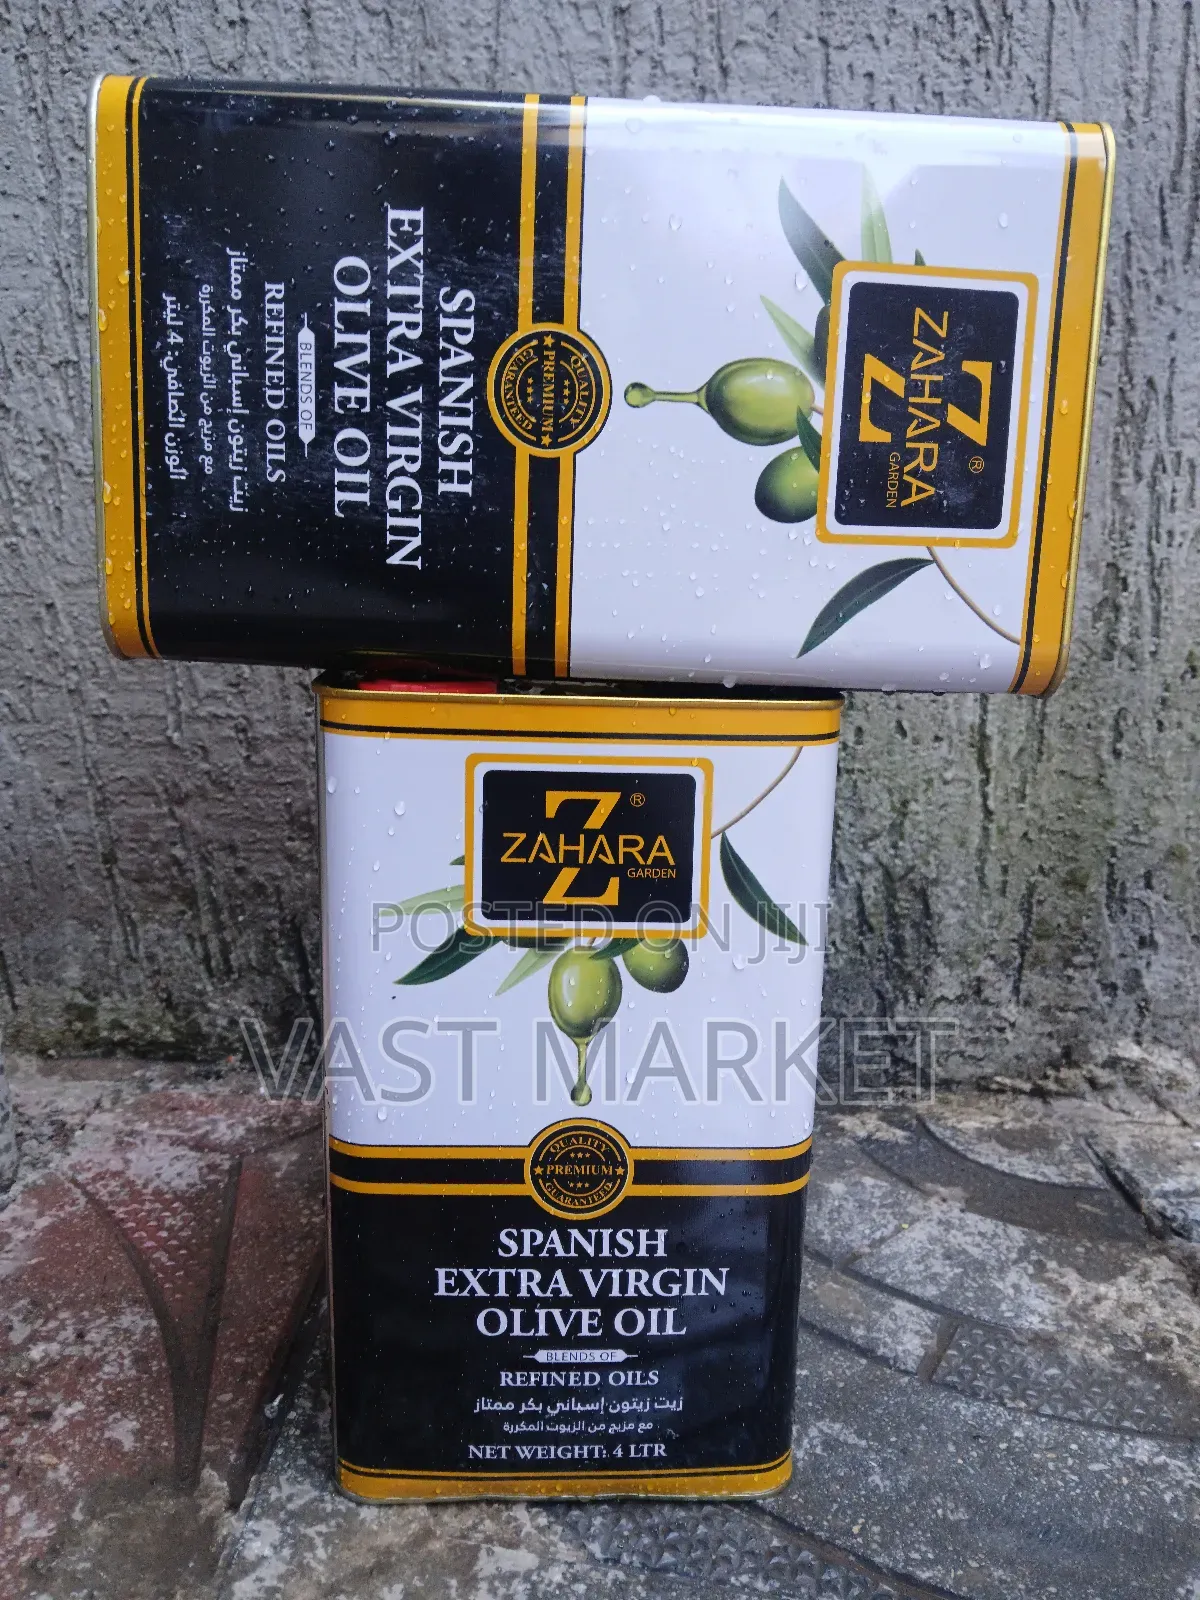 Z ®
ZAHARA
GARDEN
QUALITY
PREMIUM
GUARANTEED
SPANISH
EXTRA VIRGIN
OLIVE OIL
BLENDS OF
REFINED OILS
زيت زيتون إسباني بكر ممتاز
مع مزيج من الزيوت المكررة
الوزن الصافي: 4 ليتر
Z ®
ZAHARA
GARDEN
POSTED ON JIJI
VAST MARKET
QUALITY
PREMIUM
GUARANTEED
SPANISH
EXTRA VIRGIN
OLIVE OIL
BLENDS OF
REFINED OILS
زيت زيتون إسباني بكر ممتاز
مع مزيج من الزيوت المكررة
NET WEIGHT: 4 LTR